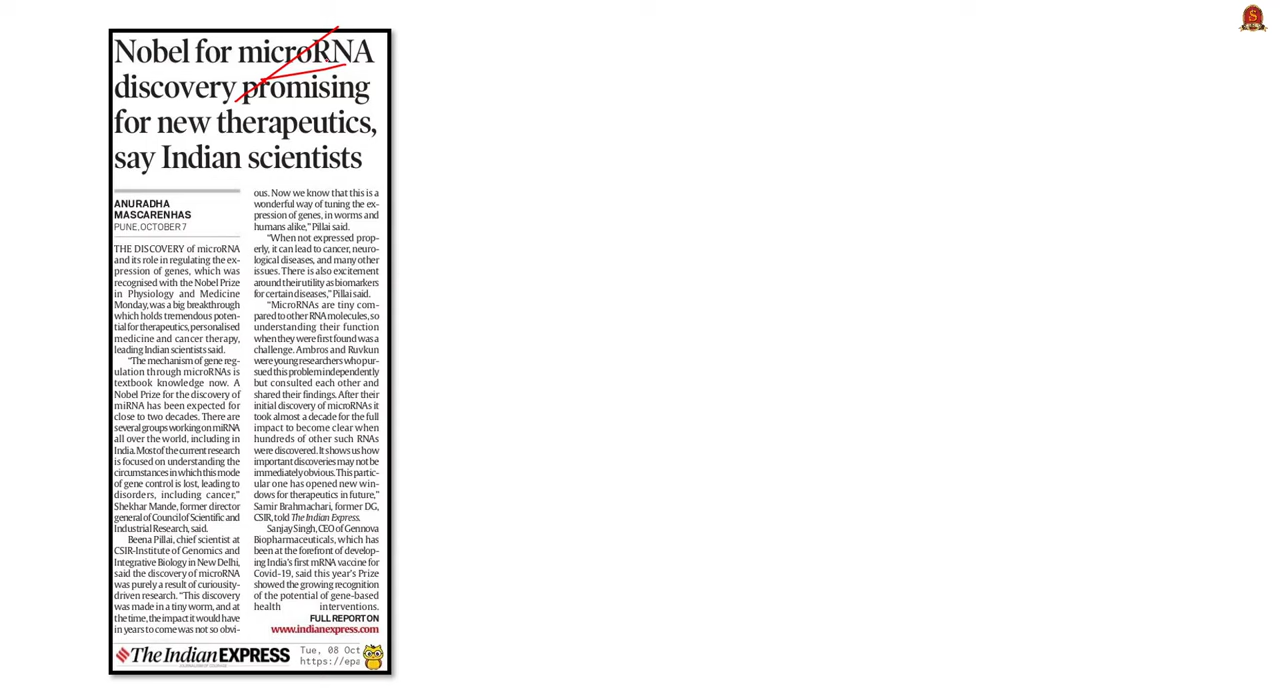 Nobel for microRNA
discovery promising
for new therapeutics,
say Indian scientists
ANURADHA
MASCARENHAS
PUNE, OCTOBER 7
THE DISCOVERY of microRNA
and its role in regulating the ex-
pression of genes, which was
recognised with the Nobel Prize
in Physiology and Medicine
Monday, was a big breakthrough
which holds tremendous poten-
tial for therapeutics, personalised
medicine and cancer therapy,
leading Indian scientists said.
"The mechanism of gene reg-
ulation through microRNAs is
textbook knowledge now. A
Nobel Prize for the discovery of
miRNA has been expected for
close to two decades. There are
several groups working on miRNA
all over the world, including in
India. Most of the current research
is focused on understanding the
circumstances in which this mode
of gene control is lost, leading to
disorders, including cancer,"
Shekhar Mande, former director
general of Council of Scientific and
Industrial Research, said.
Beena Pillai, chief scientist at
CSIR-Institute of Genomics and
Integrative Biology in New Delhi,
said the discovery of microRNA
was purely a result of curiousity-
driven research. "This discovery
was made in a tiny worm, and at
the time, the impact it would have
in years to come was not so obvi-
ous. Now we know that this is a
wonderful way of tuning the ex-
pression of genes, in worms and
humans alike," Pillai said.
"When not expressed prop-
erly, it can lead to cancer, neuro-
logical diseases, and many other
issues. There is also excitement
around their utility as biomarkers
for certain diseases," Pillai said.
"MicroRNAs are tiny com-
pared to other RNA molecules, so
understanding their function
when they were first found was a
challenge. Ambros and Ruvkun
were young researchers who pur-
sued this problem independently
but consulted each other and
shared their findings. After their
initial discovery of microRNAs it
took almost a decade for the full
impact to become clear when
hundreds of other such RNAs
were discovered. It shows us how
important discoveries may not be
immediately obvious. This partic-
ular one has opened new win-
dows for therapeutics in future,"
Samir Brahmachari, former DG,
CSIR, told The Indian Express.
Sanjay Singh, CEO of Gennova
Biopharmaceuticals, which has
been at the forefront of develop-
ing India's first mRNA vaccine for
Covid-19, said this year's Prize
showed the growing recognition
of the potential of gene-based
health interventions.
FULL REPORT ON
www.indianexpress.com
The Indian EXPRESS
Tue, 08 Oct
https://epa
S